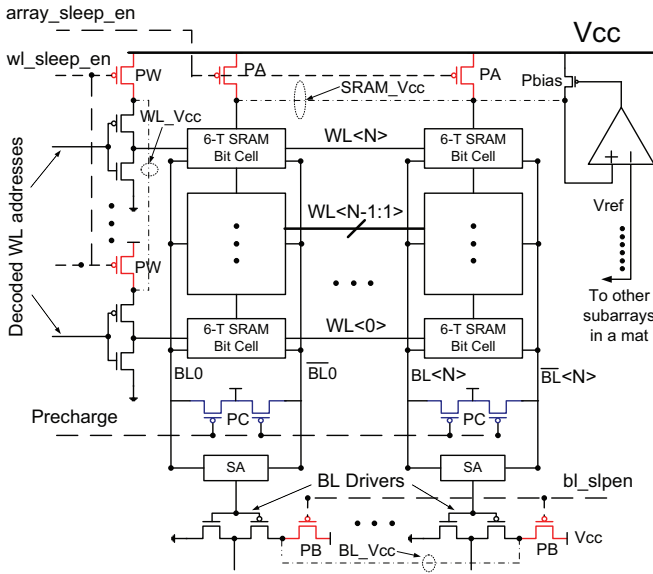 array_sleep_en
Vcc
wl_sleep_en
PW
PA
PA
Pbias
SRAM_Vcc
WL_Vcc
6-T SRAM
Bit Cell
WL<N>
6-T SRAM
Bit Cell
Decoded WL addresses
WL<N-1:1>
Vref
PW
To other
subarrays
in a mat
6-T SRAM
Bit Cell
WL<0>
6-T SRAM
Bit Cell
BL0
BL0
BL<N>
BL<N>
Precharge
PC
PC
SA
SA
BL Drivers
bl_slpen
PB
BL_Vcc
PB
Vcc